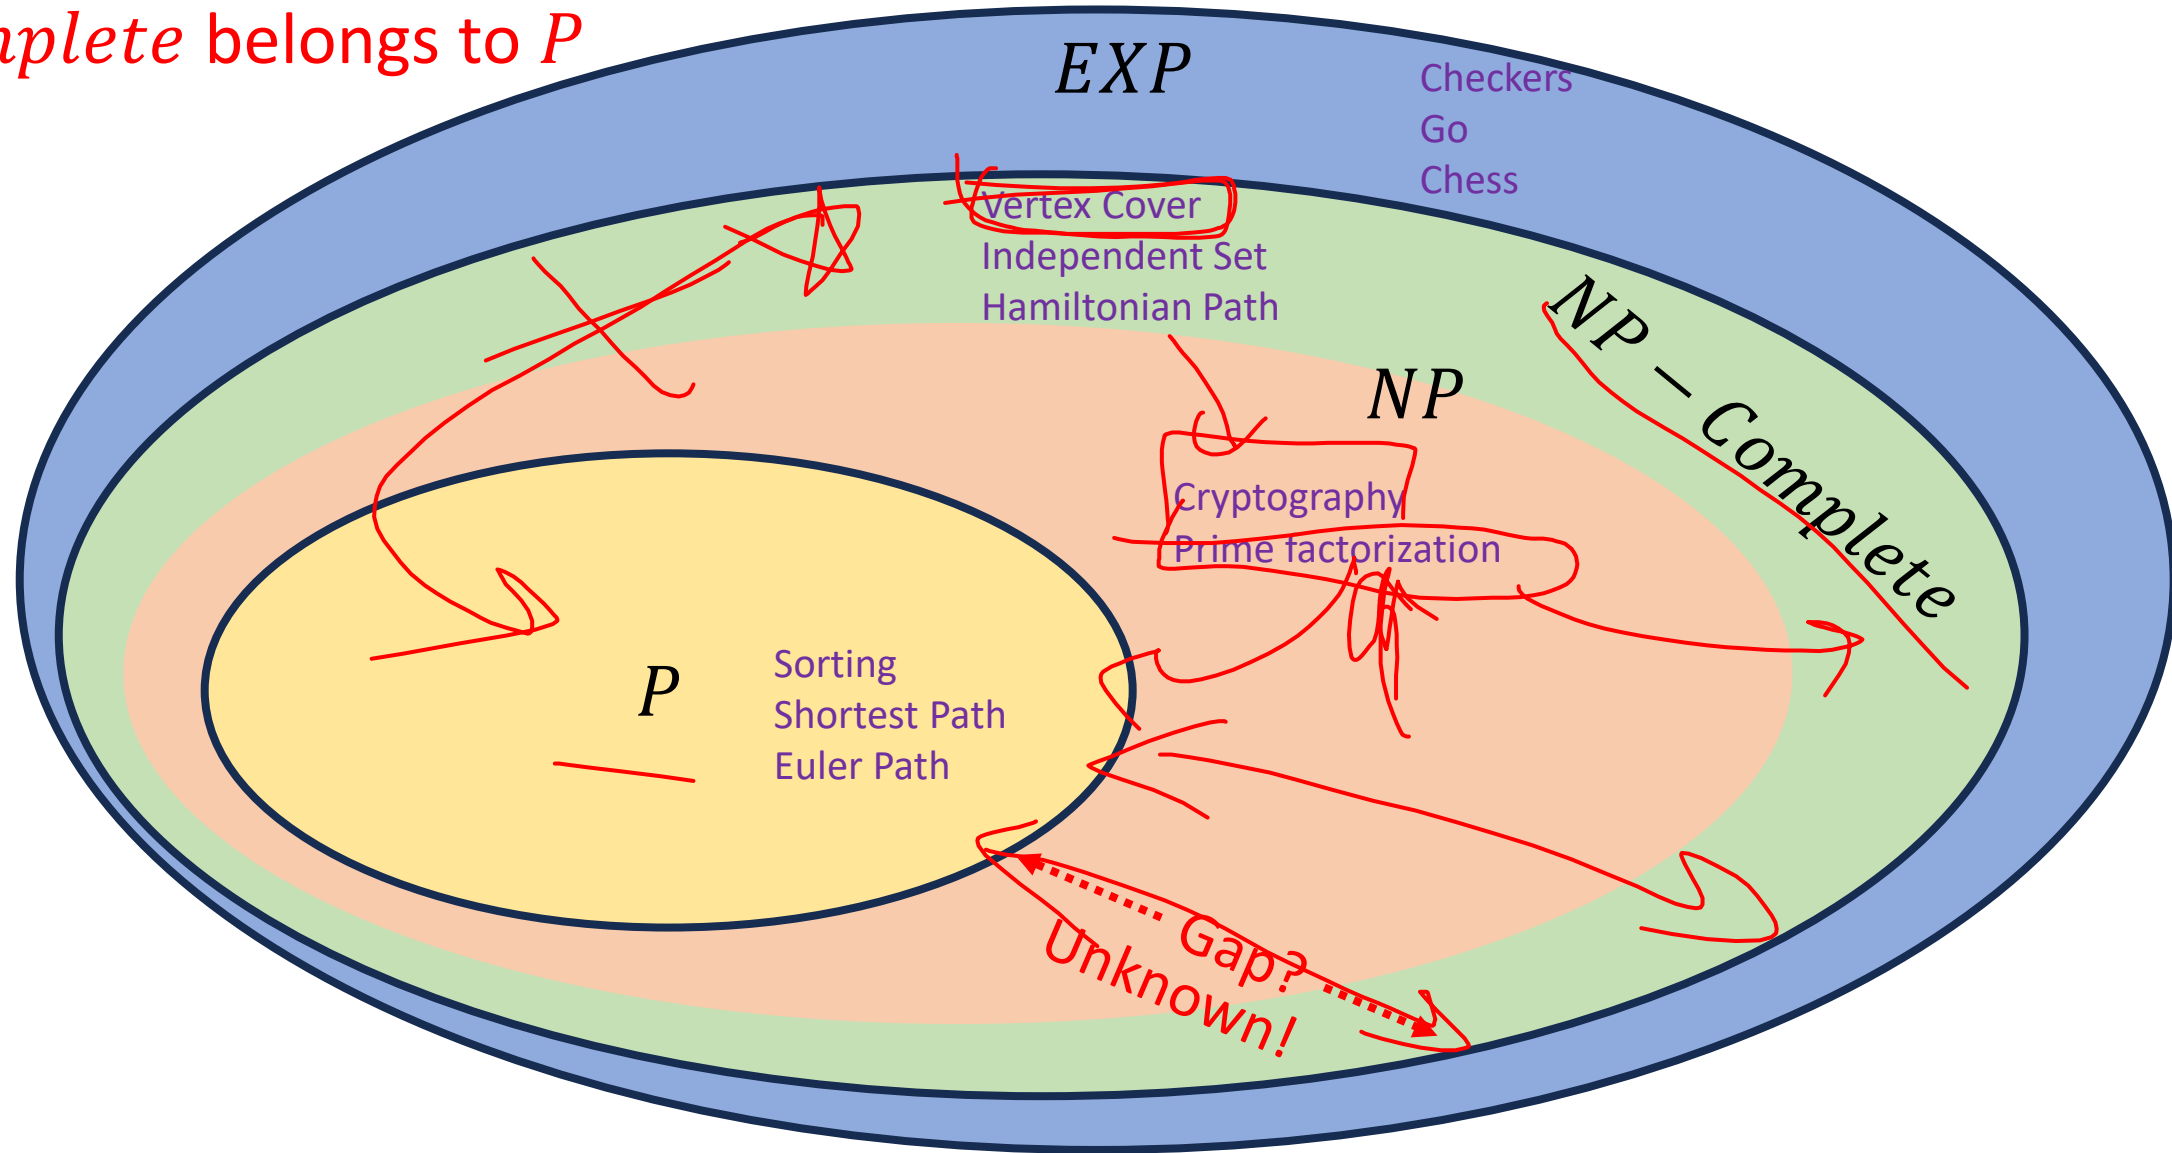 belongs to P
EXP
Checkers
Go
Chess
Vertex Cover
Independent Set
Hamiltonian Path
NP – Complete
NP
Cryptography
Prime factorization
P
Sorting
Shortest Path
Euler Path
Gap?
Unknown!